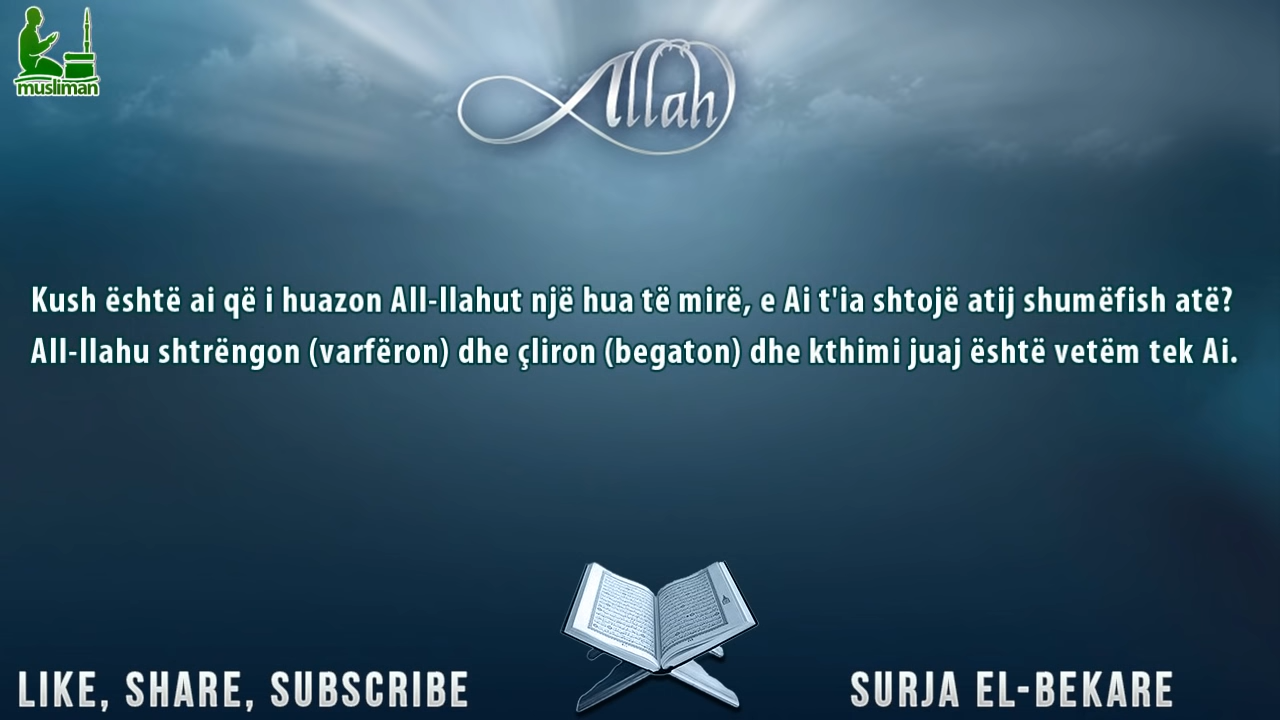 musliman
Allah
Kush është ai që i huazon All-llahut një hua të mirë, e Ai t'ia shtojë atij shumëfish atë?
All-llahu shtrëngon (varfëron) dhe çliron (begaton) dhe kthimi juaj është vetëm tek Ai.
LIKE, SHARE, SUBSCRIBE
SURJA EL-BEKARE